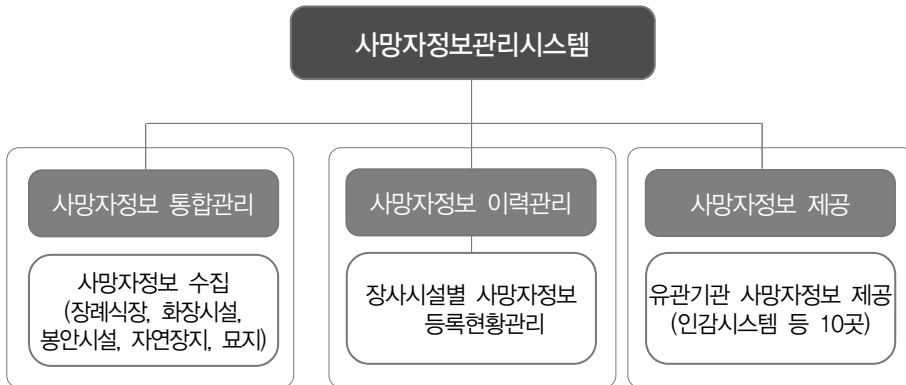 사망자정보관리시스템
사망자정보 통합관리
사망자정보 수집
(장례식장, 화장시설,
봉안시설, 자연장지, 묘지)
사망자정보 이력관리
장사시설별 사망자정보
등록현황관리
사망자정보 제공
유관기관 사망자정보 제공
(인감시스템 등 10곳)